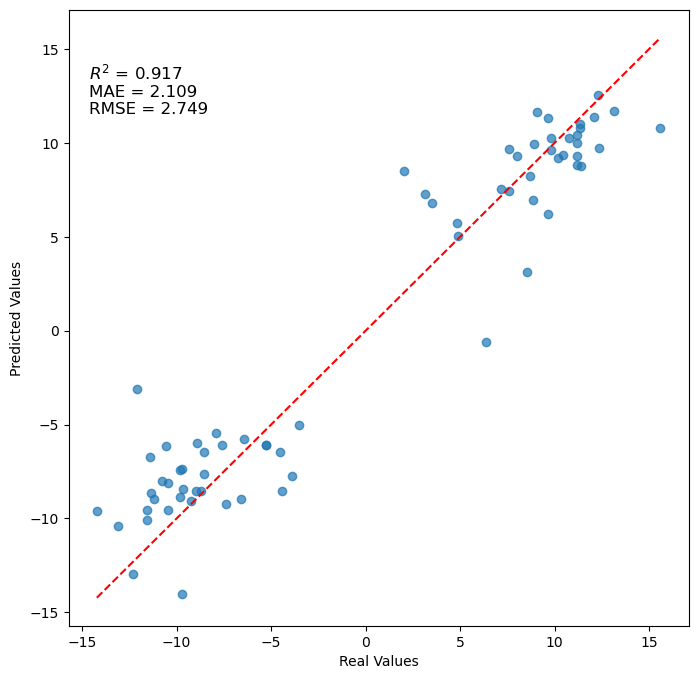 R² = 0.917
MAE = 2.109
RMSE = 2.749
Predicted Values
15
10
5
0
−5
−10
−15
−15 −10 −5 0 5 10 15
Real Values